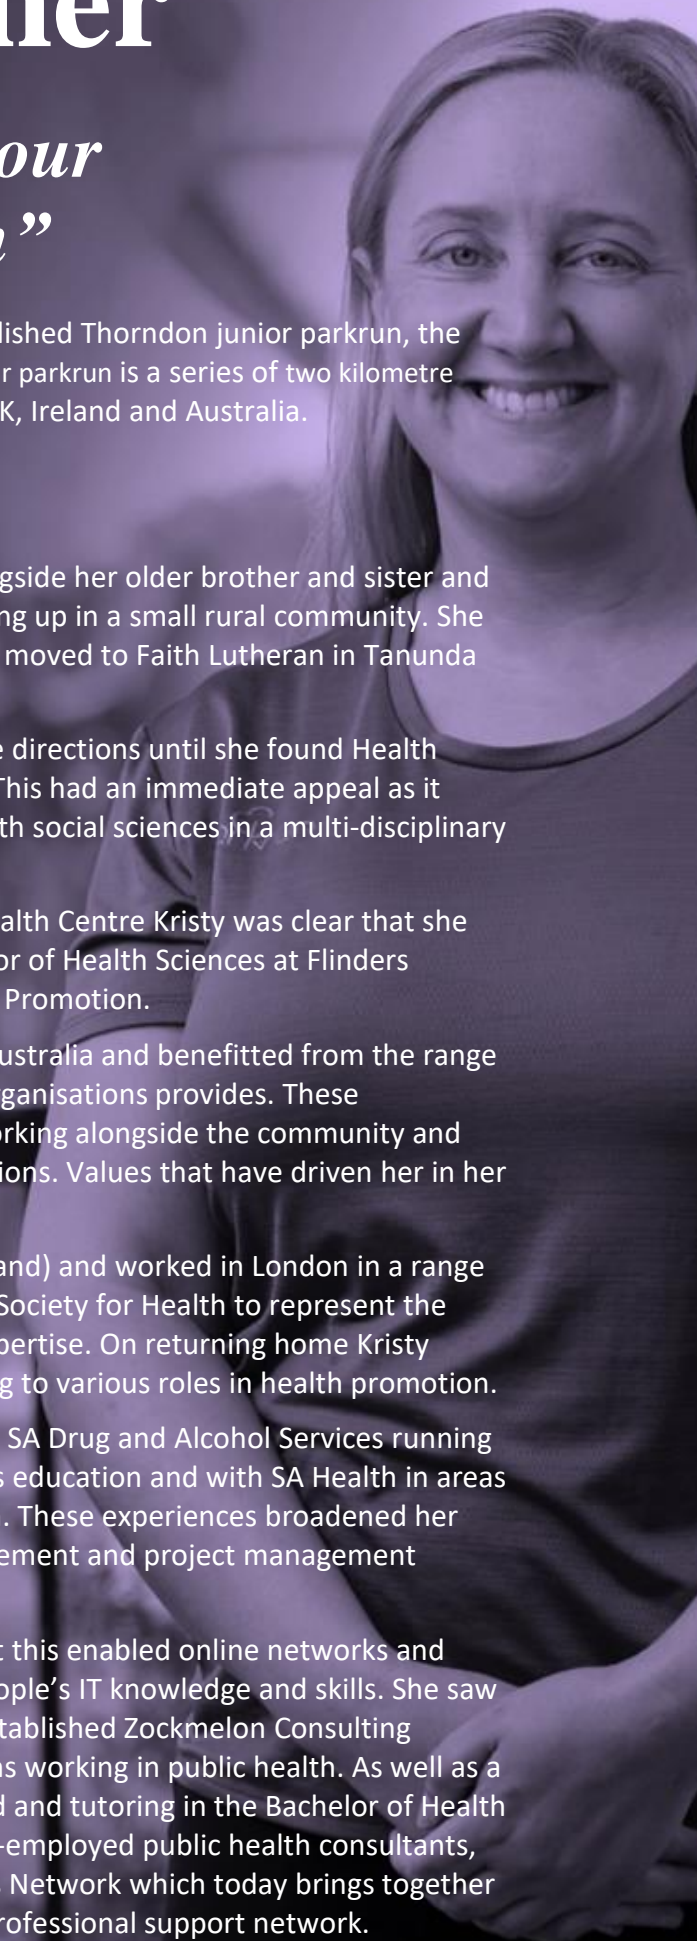 ner
our
n”
lished Thorndon junior parkrun, the
r parkrun is a series of two kilometre
K, Ireland and Australia.
gside her older brother and sister and
ng up in a small rural community. She
moved to Faith Lutheran in Tanunda
e directions until she found Health
This had an immediate appeal as it
th social sciences in a multi-disciplinary
alth Centre Kristy was clear that she
or of Health Sciences at Flinders
Promotion.
ustralia and benefitted from the range
ganisations provides. These
orking alongside the community and
ions. Values that have driven her in her
and) and worked in London in a range
Society for Health to represent the
pertise. On returning home Kristy
g to various roles in health promotion.
SA Drug and Alcohol Services running
s education and with SA Health in areas
. These experiences broadened her
ement and project management
t this enabled online networks and
ople’s IT knowledge and skills. She saw
tablished Zockmelon Consulting
ns working in public health. As well as a
d and tutoring in the Bachelor of Health
-employed public health consultants,
s Network which today brings together
rofessional support network.